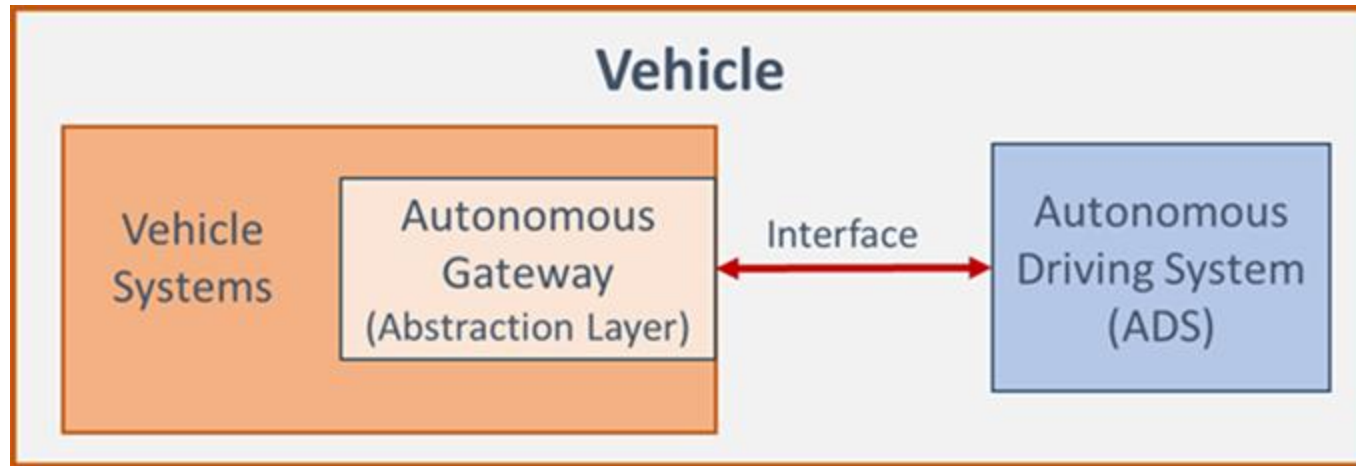 Vehicle
Vehicle
Systems
Autonomous
Gateway
(Abstraction Layer)
Interface
Autonomous
Driving System
(ADS)